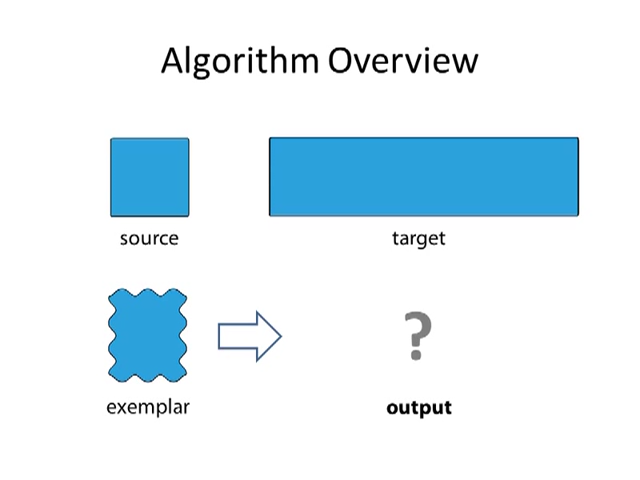 Algorithm Overview
source
target
?
exemplar
output